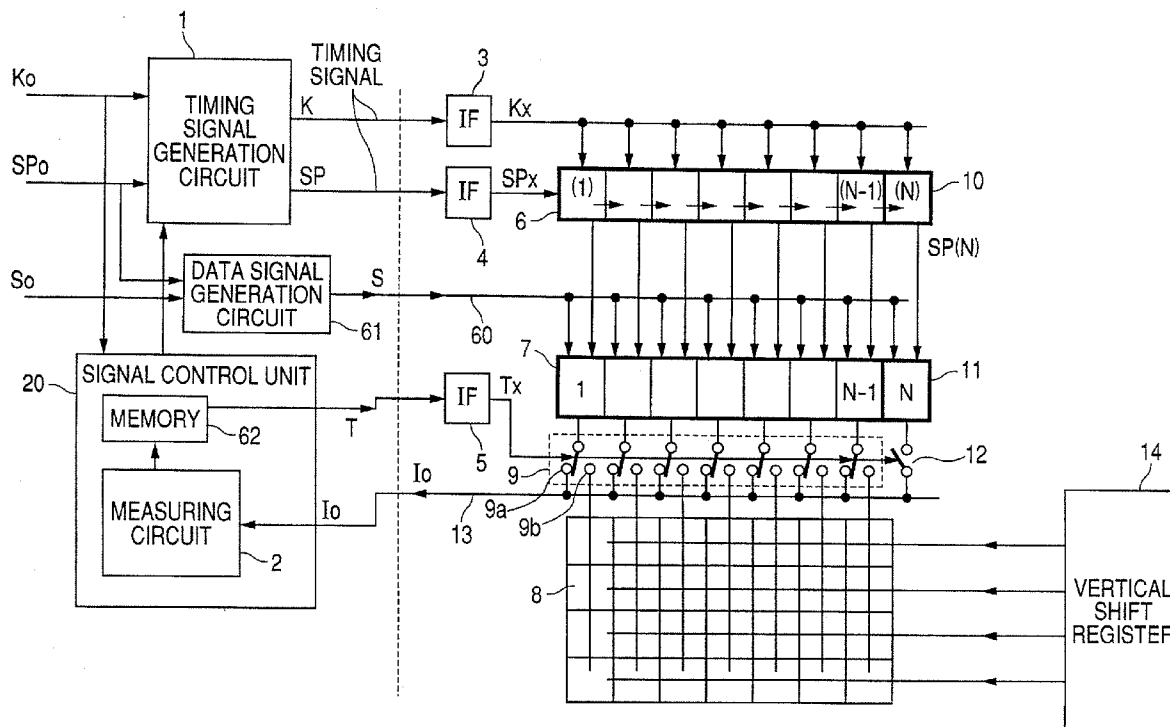 1
TIMING
SIGNAL
3
Ko
K
IF
Kx
TIMING
SIGNAL
GENERATION
CIRCUIT
SPo
SP
IF
SPx
(1)
(N-1)
(N)
10
6
4
SP(N)
So
DATA SIGNAL
GENERATION
CIRCUIT
S
61
60
7
11
20
SIGNAL CONTROL UNIT
1
N-1
N
MEMORY
62
T
IF
Tx
5
9
12
14
Io
9a
9b
MEASURING
CIRCUIT
Io
13
2
8
VERTICAL
SHIFT
REGISTER